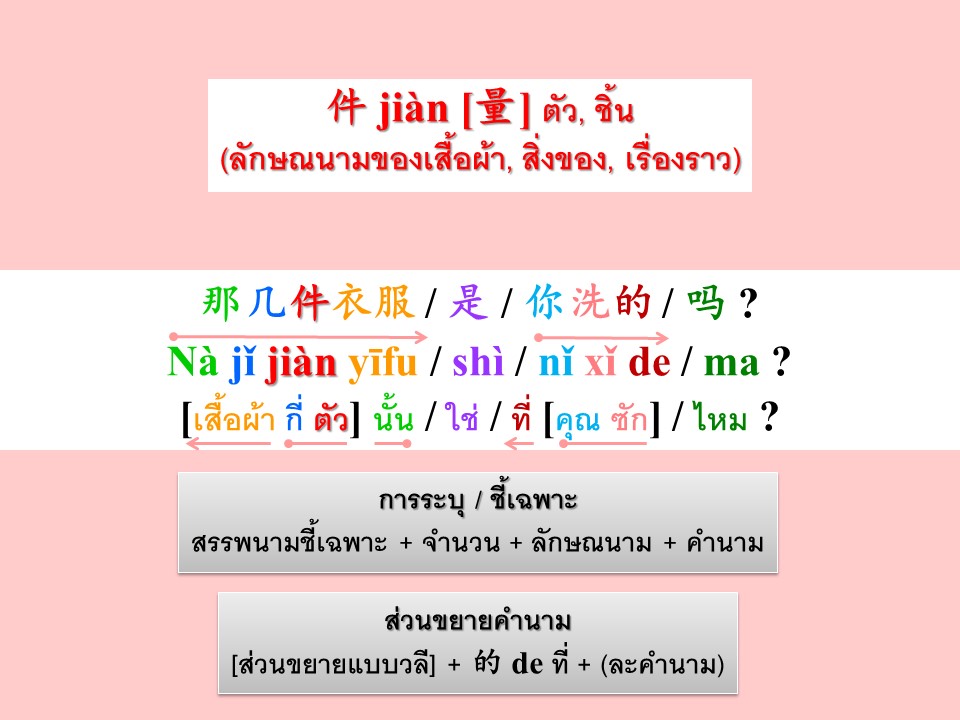 件 jiàn [量] ตัว, ชิ้น
(ลักษณนามของเสื้อผ้า, สิ่งของ, เรื่องราว)
那几件衣服 / 是 / 你洗的 / 吗 ?
Nà jǐ jiàn yīfu / shì / nǐ xǐ de / ma ?
[เสื้อผ้า กี่ ตัว] นั้น / ใช่ / ที่ [คุณ ซัก] / ไหม ?
การระบุ / ชี้เฉพาะ
สรรพนามชี้เฉพาะ + จำนวน + ลักษณนาม + คำนาม
ส่วนขยายคำนาม
[ส่วนขยายแบบวลี] + 的 de ที่ + (ละคำนาม)